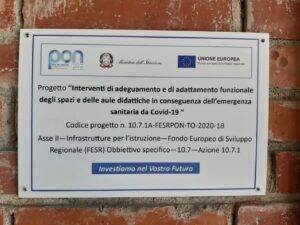 pon
Ministero dell'Istruzione
UNIONE EUROPEA
Progetto "Interventi di adeguamento e di adattamento funzionale
degli spazi e delle aule didattiche in conseguenza dell'emergenza
sanitaria da Covid-19 "
Codice progetto n. 10.7.1A-FESRPON-TO-2020-18
Asse II—Infrastrutture per l'istruzione—Fondo Europeo di Sviluppo
Regionale (FESR) Obbiettivo specifico—10.7—Azione 10.7.1
Investiamo nel Vostro Futuro